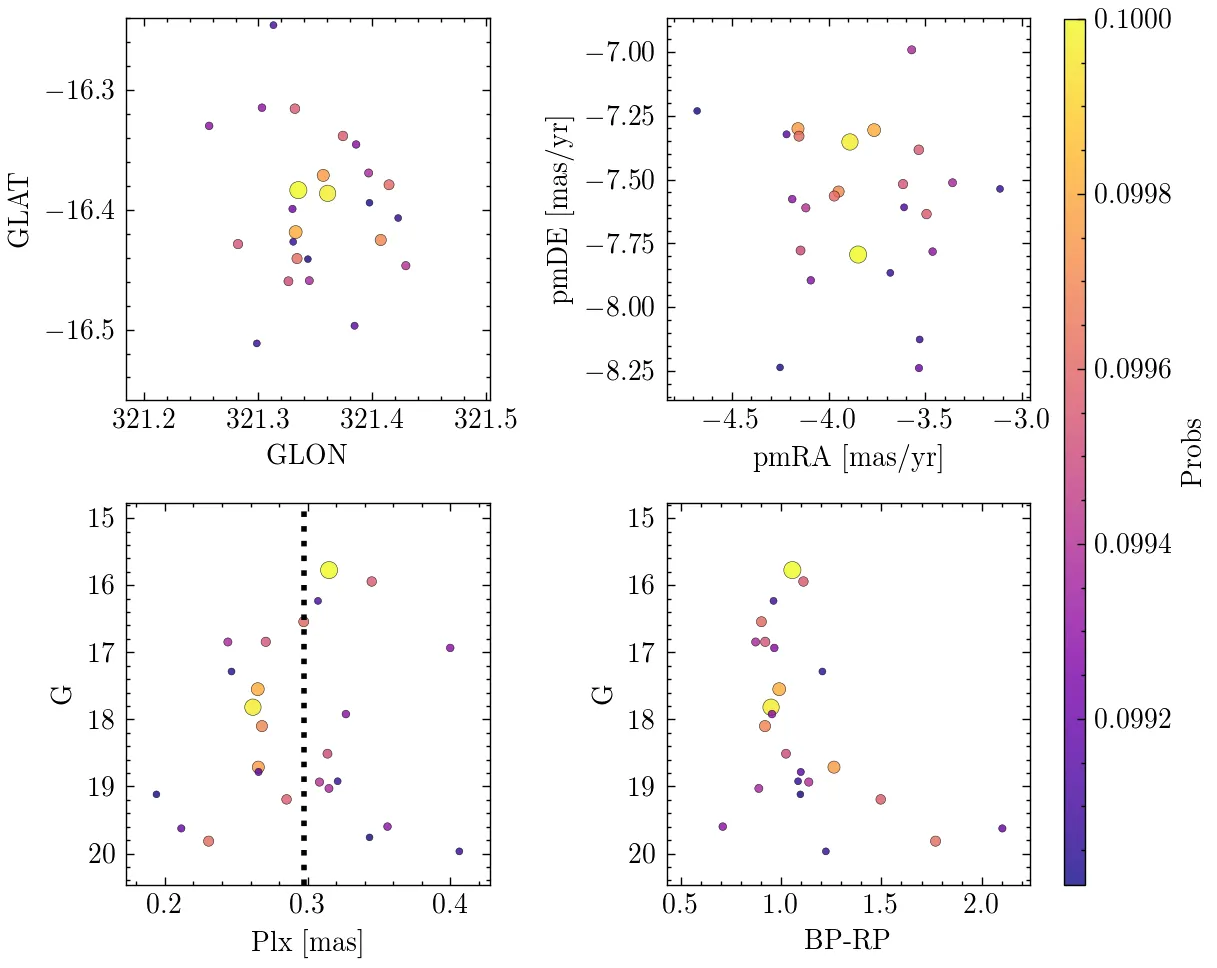 −16.3
−16.4
−16.5
GLAT
321.2 321.3 321.4 321.5
GLON
−7.00
−7.25
−7.50
−7.75
−8.00
−8.25
pmDE [mas/yr]
−4.5 −4.0 −3.5 −3.0
pmRA [mas/yr]
15
16
17
18
19
20
G
0.2 0.3 0.4
Plx [mas]
15
16
17
18
19
20
G
0.5 1.0 1.5 2.0
BP-RP
0.1000
0.0998
0.0996
0.0994
0.0992
Probs